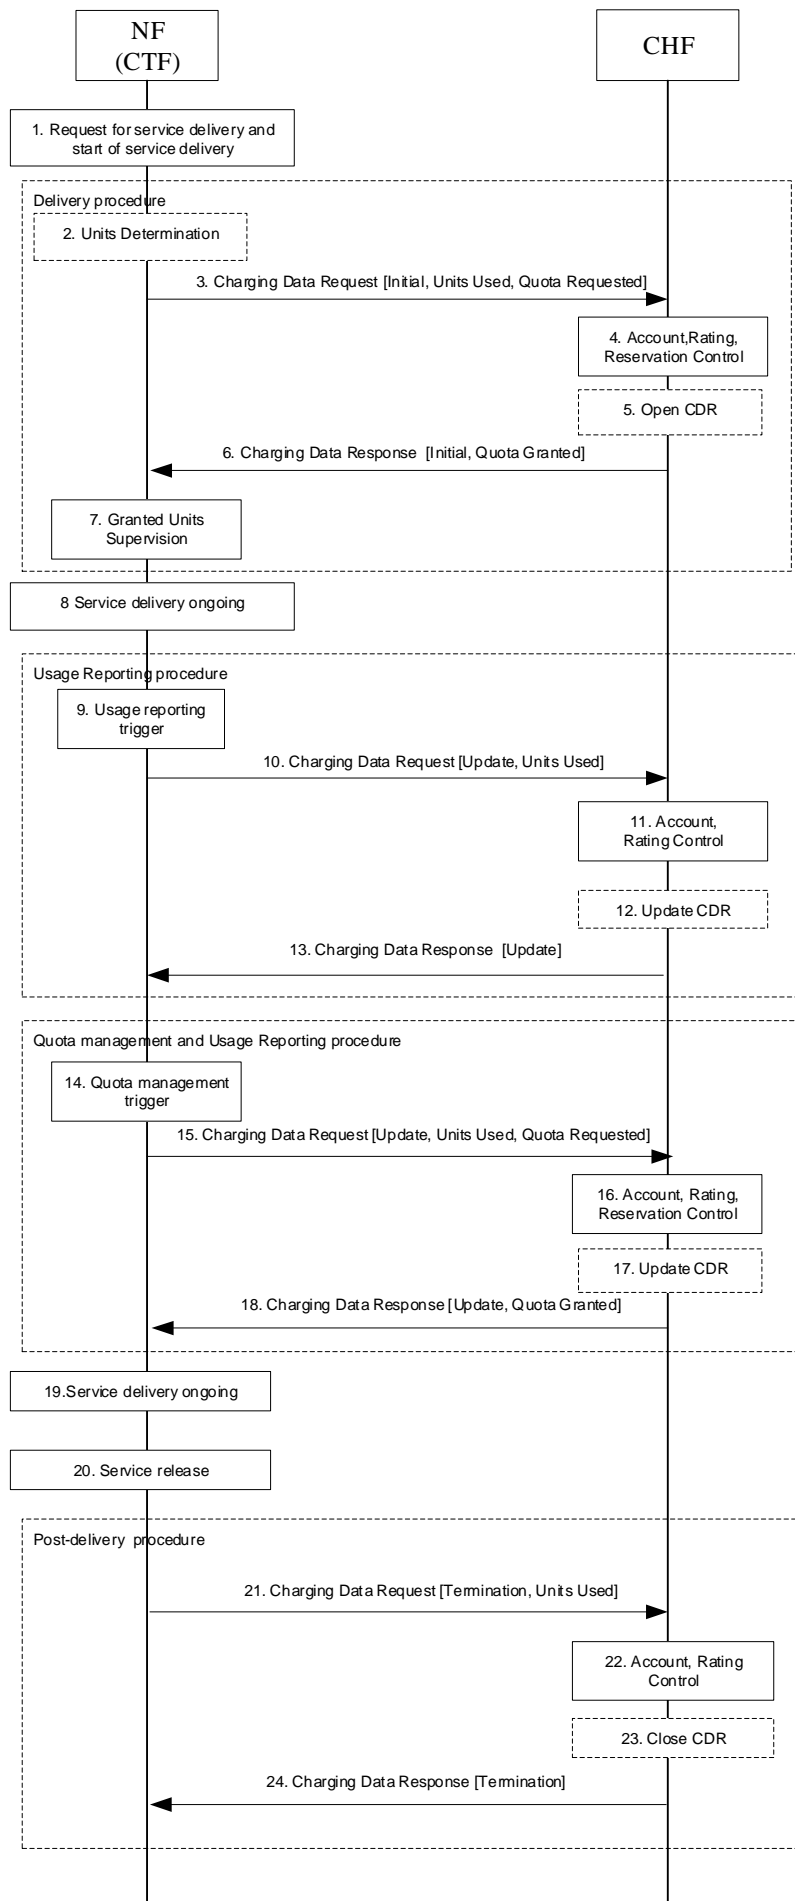 NF
(CTF)
CHF
1. Request for service delivery and
start of service delivery
Delivery procedure
2. Units Determination
3. Charging Data Request [Initial, Units Used, Quota Requested]
4. Account,Rating,
Reservation Control
5. Open CDR
6. Charging Data Response [Initial, Quota Granted]
7. Granted Units
Supervision
8 Service delivery ongoing
Usage Reporting procedure
9. Usage reporting
trigger
10. Charging Data Request [Update, Units Used]
11. Account,
Rating Control
12. Update CDR
13. Charging Data Response [Update]
Quota management and Usage Reporting procedure
14. Quota management
trigger
15. Charging Data Request [Update, Units Used, Quota Requested]
16. Account, Rating,
Reservation Control
17. Update CDR
18. Charging Data Response [Update, Quota Granted]
19.Service delivery ongoing
20. Service release
Post-delivery procedure
21. Charging Data Request [Termination, Units Used]
22. Account, Rating
Control
23. Close CDR
24. Charging Data Response [Termination]